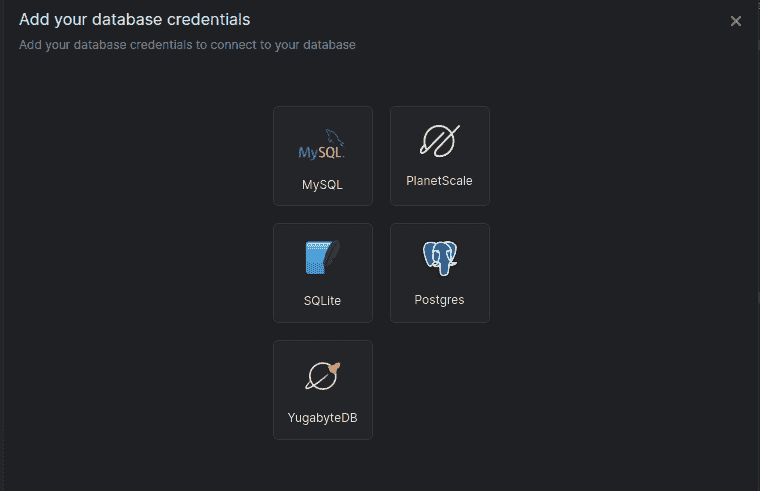 Add your database credentials
Add your database credentials to connect to your database
MySQL
MySQL
PlanetScale
SQLite
Postgres
YugabyteDB